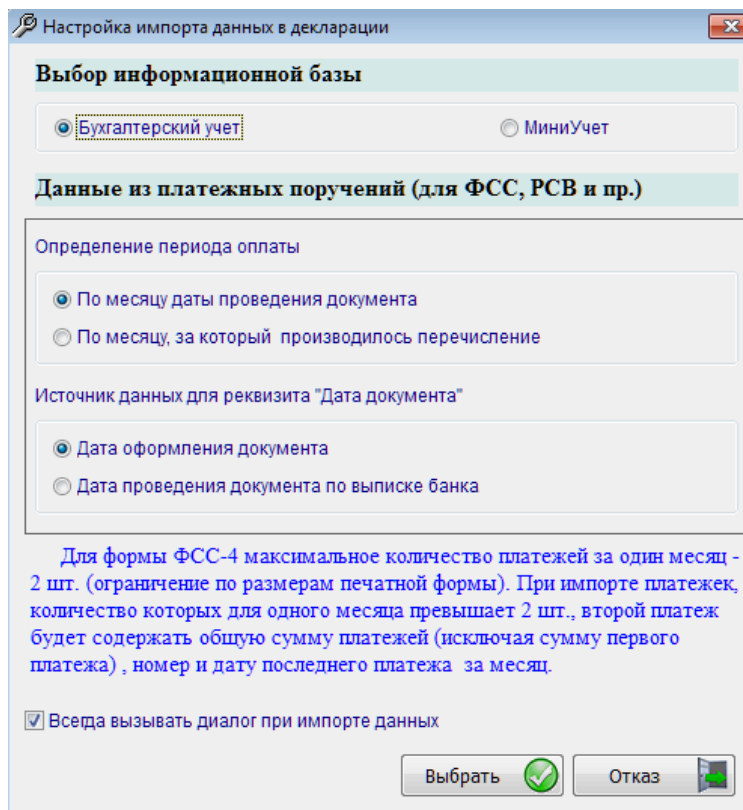 Настройка импорта данных в декларации
Выбор информационной базы
Бухгалтерский учет
МиниУчет
Данные из платежных поручений (для ФСС, РСВ и пр.)
Определение периода оплаты
По месяцу даты проведения документа
По месяцу, за который производилось перечисление
Источник данных для реквизита "Дата документа"
Дата оформления документа
Дата проведения документа по выписке банка
Для формы ФСС-4 максимальное количество платежей за один месяц -
2 шт. (ограничение по размерам печатной формы). При импорте платежек,
количество которых для одного месяца превышает 2 шт., второй платеж
будет содержать общую сумму платежей (исключая сумму первого
платежа) , номер и дату последнего платежа за месяц.
Всегда вызывать диалог при импорте данных
Выбрать
Отказ